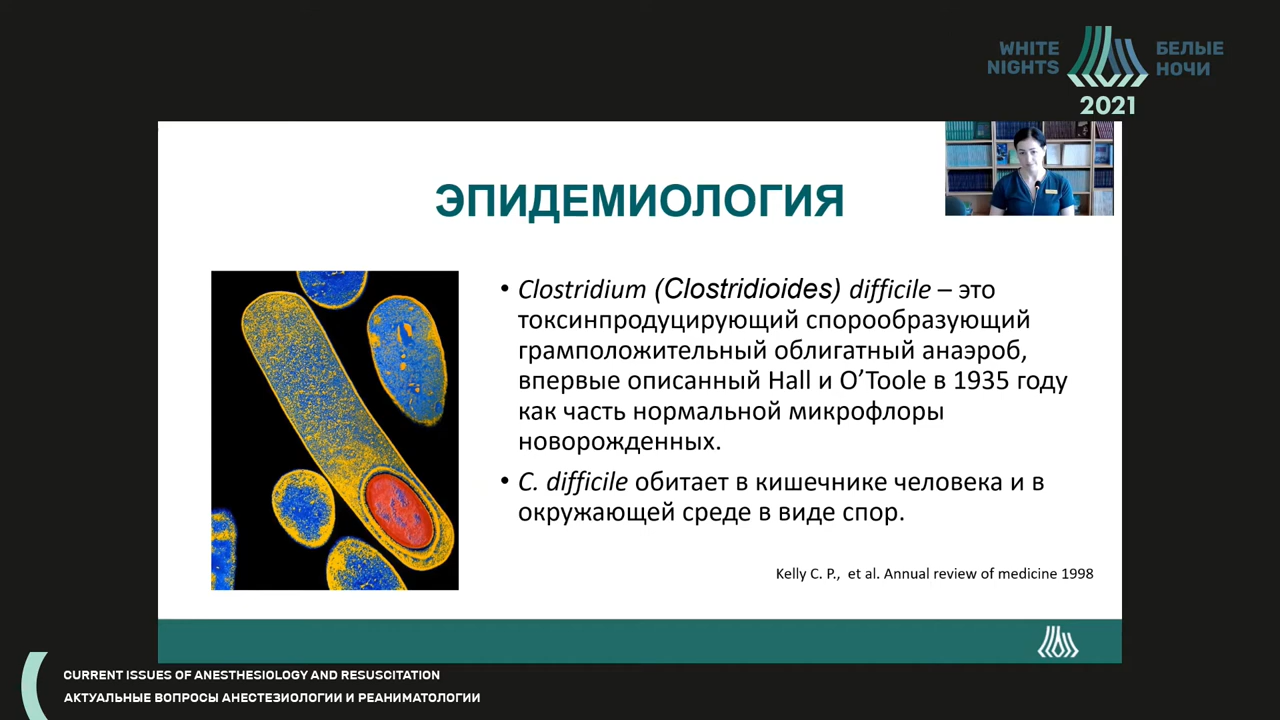 WHITE
NIGHTS
БЕЛЫЕ
НОЧИ
2021
ЭПИДЕМИОЛОГИЯ
• Clostridium (Clostridioides) difficile – это
токсинпродуцирующий спорообразующий
грамположительный облигатный анаэроб,
впервые описанный Hall и O’Toole в 1935 году
как часть нормальной микрофлоры
новорожденных.
• C. difficile обитает в кишечнике человека и в
окружающей среде в виде спор.
Kelly C. P., et al. Annual review of medicine 1998
CURRENT ISSUES OF ANESTHESIOLOGY AND RESUSCITATION
АКТУАЛЬНЫЕ ВОПРОСЫ АНЕСТЕЗИОЛОГИИ И РЕАНИМАТОЛОГИИ